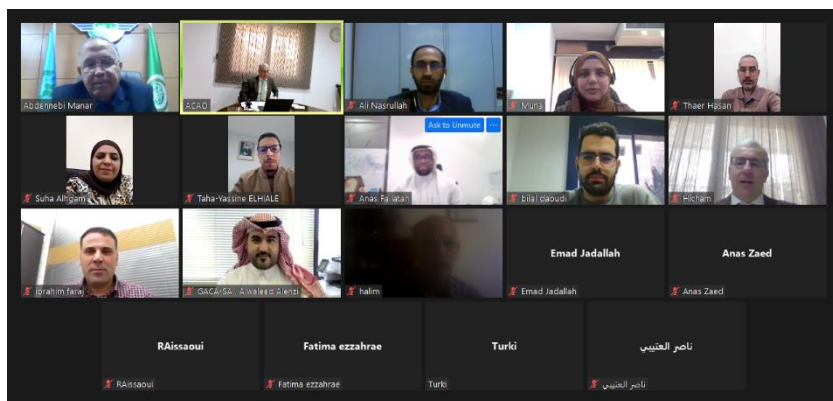 Abdennebi Manar
ACAO
Ali Nasrullah
Muna
Thaer Hasan
Suha Alhgam
Taha-Yassine ELHIALE
Ask to Unmute
...
Anas Fallatah
bilal daoudi
Hicham
ibrahim faraj
GACA-SA.. Alwaleed Alenzi
halim
Emad Jadallah
Emad Jadallah
Anas Zaed
Anas Zaed
RAissaoui
RAissaoui
Fatima ezzahrae
Fatima ezzahrae
Turki
Turki
ناصر العتيبي
ناصر العتيبي